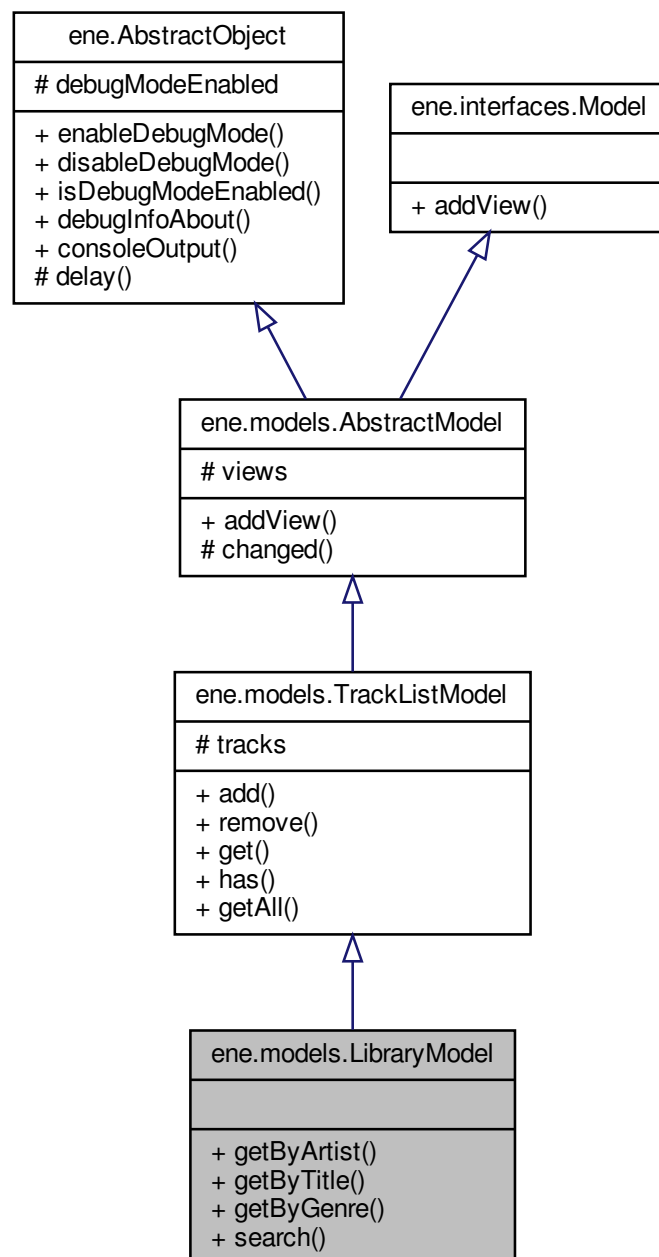 ene.AbstractObject
# debugModeEnabled
+ enableDebugMode()
+ disableDebugMode()
+ isDebugModeEnabled()
+ debugInfoAbout()
+ consoleOutput()
# delay()
ene.interfaces.Model
+ addView()
ene.models.AbstractModel
# views
+ addView()
# changed()
ene.models.TrackListModel
# tracks
+ add()
+ remove()
+ get()
+ has()
+ getAll()
ene.models.LibraryModel
+ getByArtist()
+ getByTitle()
+ getByGenre()
+ search()